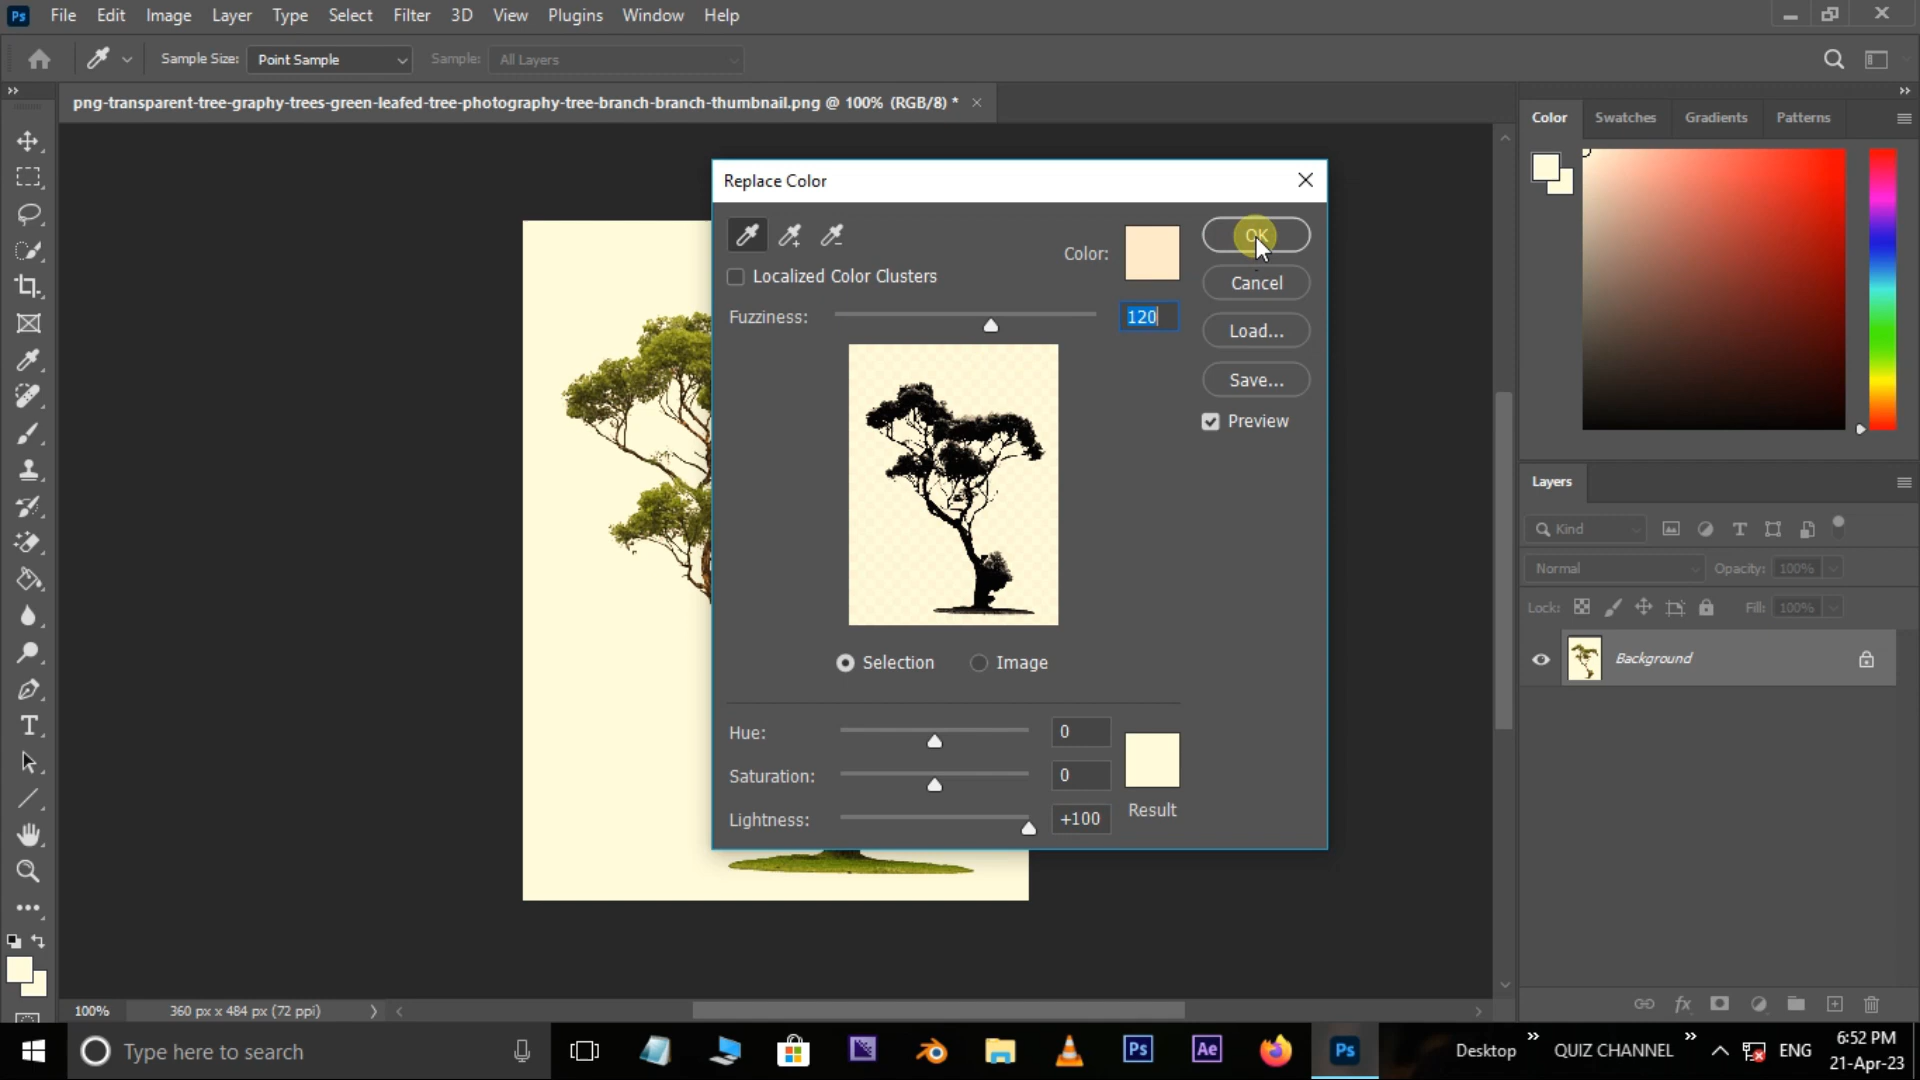 Ps File Edit Image Layer Type Select Filter 3D View Plugins Window Help
Sample Size: Point Sample Sample: All Layers
png-transparent-tree-graphy-trees-green-leafed-tree-photography-tree-branch-branch-thumbnail.png @ 100% (RGB/8) *
Color Swatches Gradients Patterns
Replace Color
Color:
OK
Localized Color Clusters
Cancel
Fuzziness: 120
Load...
Save...
Preview
Selection Image
Hue: 0
Saturation: 0
Result
Lightness: +100
Layers
Kind
Normal Opacity: 100%
Lock: Fill: 100%
Background
100% 360 px x 484 px (72 ppi)
Type here to search
Ps Ae Ps
Desktop QUIZ CHANNEL ENG
6:52 PM
21-Apr-23